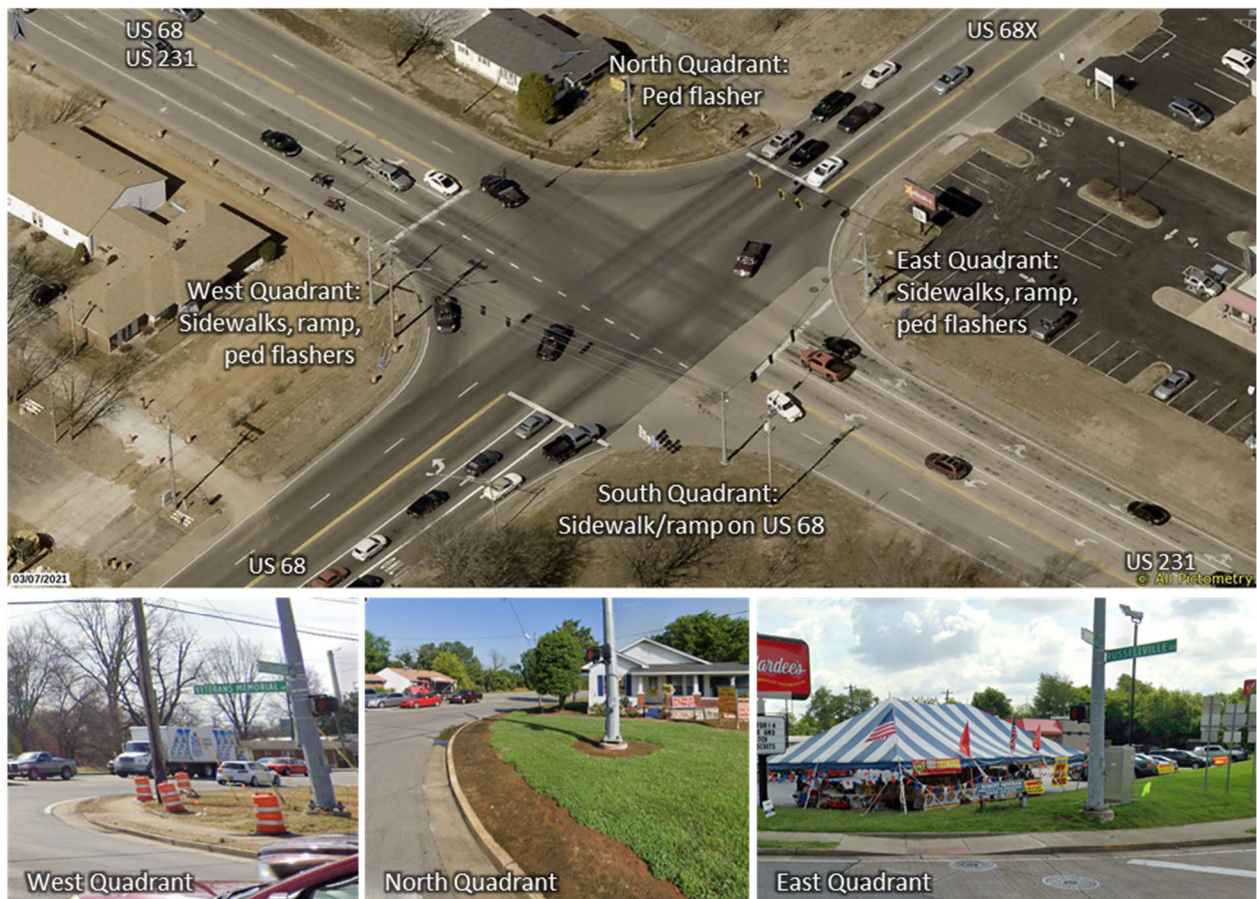 US 68
US 231
US 68X
North Quadrant:
Ped flasher
West Quadrant:
Sidewalks, ramp,
ped flashers
East Quadrant:
Sidewalks, ramp,
ped flashers
South Quadrant:
Sidewalk/ramp on US 68
US 68
US 231
03/07/2021
© All Pictometry
VETERANS MEMORIAL
West Quadrant
North Quadrant
ardee's
RUSSELLVILLE
East Quadrant